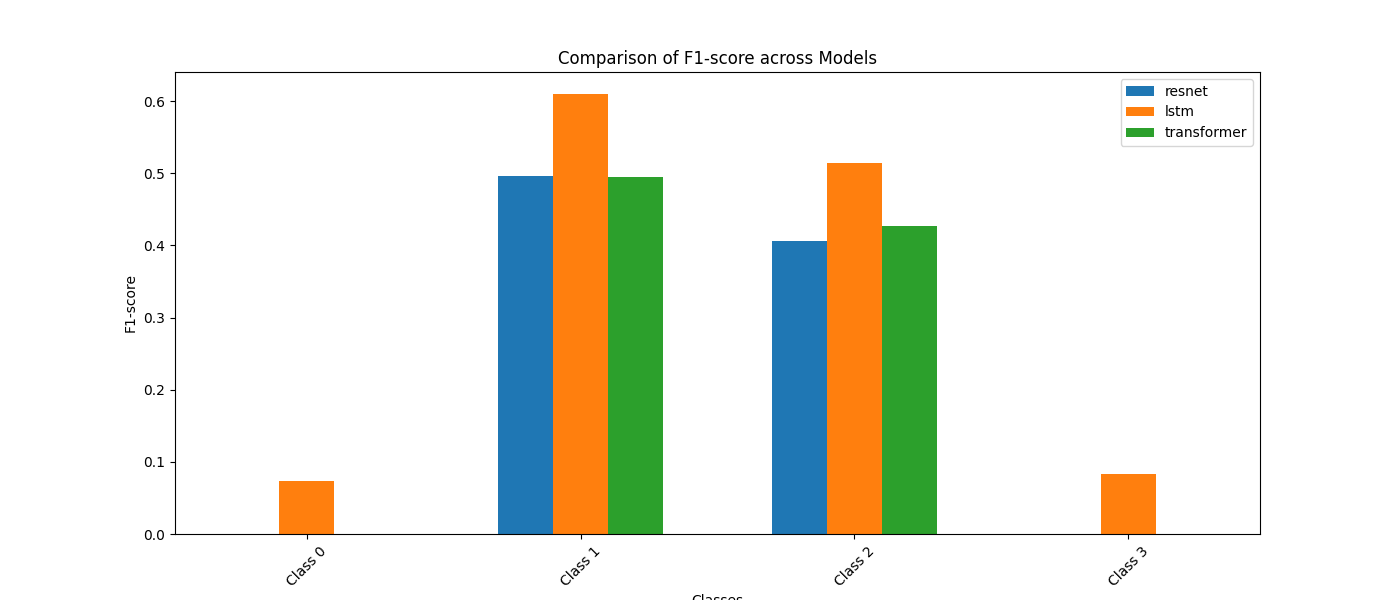 Comparison of F1-score across Models
resnet
lstm
transformer
F1-score
0.6
0.5
0.4
0.3
0.2
0.1
0.0
Class 0
Class 1
Class 2
Class 3
Classes